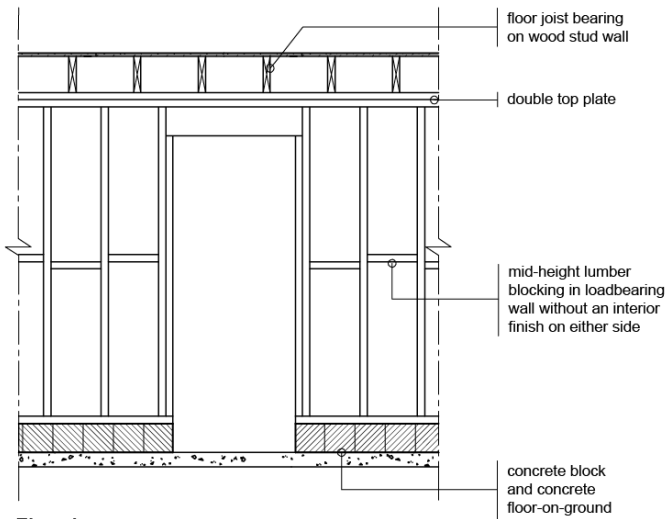 floor joist bearing
on wood stud wall
double top plate
mid-height lumber
blocking in loadbearing
wall without an interior
finish on either side
concrete block
and concrete
floor-on-ground